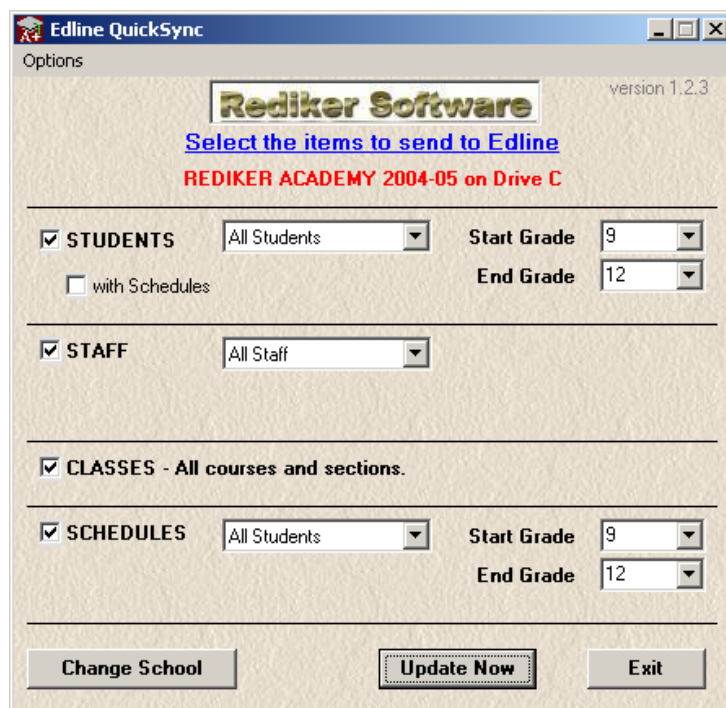 Edline QuickSync
Options
Rediker Software
version 1.2.3
Select the items to send to Edline
REDIKER ACADEMY 2004-05 on Drive C
STUDENTS All Students Start Grade 9
with Schedules End Grade 12
STAFF All Staff
CLASSES - All courses and sections.
SCHEDULES All Students Start Grade 9
End Grade 12
Change School Update Now Exit